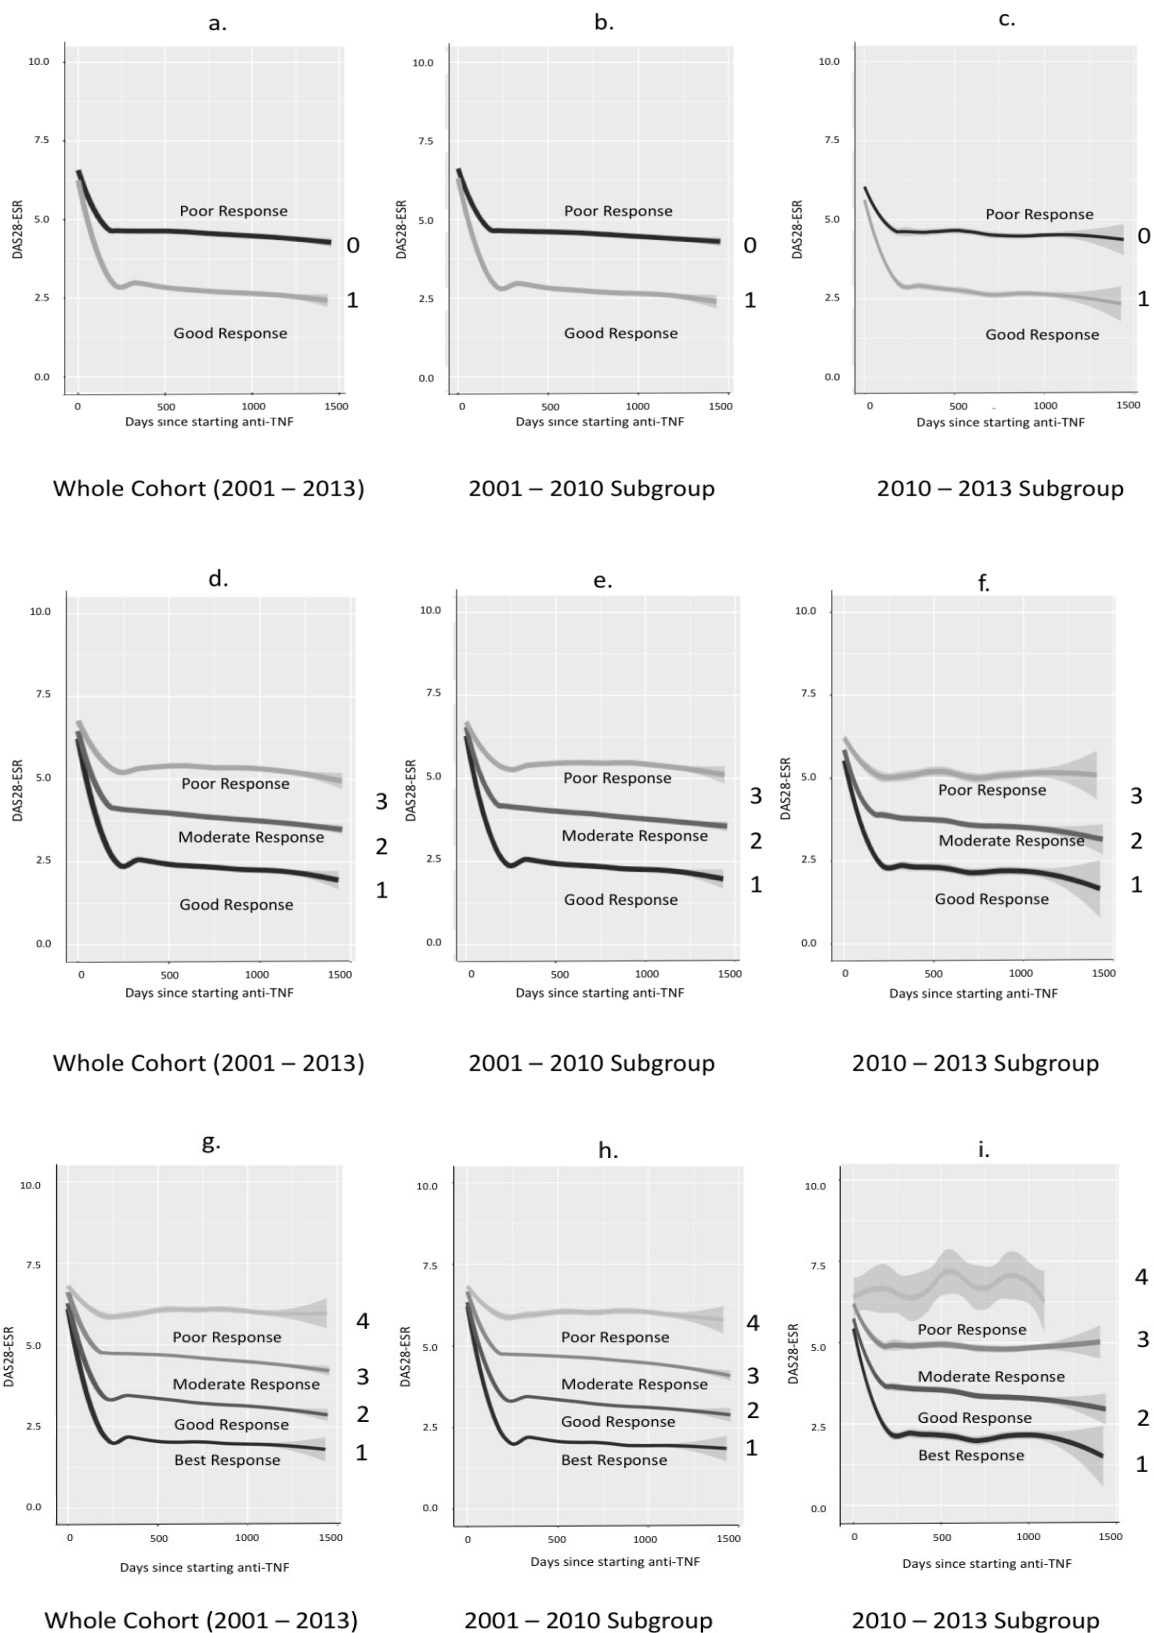 a.
b.
c.
10.0
7.5
5.0
2.5
0.0
DAS28-ESR
Poor Response
Good Response
0
1
0
500
1000
1500
Days since starting anti-TNF
10.0
7.5
5.0
2.5
0.0
DAS28-ESR
Poor Response
Good Response
0
1
0
500
1000
1500
Days since starting anti-TNF
10.0
7.5
5.0
2.5
0.0
DAS28-ESR
Poor Response
Good Response
0
1
0
500
1000
1500
Days since starting anti-TNF
Whole Cohort (2001 – 2013)
2001 – 2010 Subgroup
2010 – 2013 Subgroup
d.
e.
f.
10.0
7.5
5.0
2.5
0.0
DAS28-ESR
Poor Response
Moderate Response
Good Response
3
2
1
0
500
1000
1500
Days since starting anti-TNF
10.0
7.5
5.0
2.5
0.0
DAS28-ESR
Poor Response
Moderate Response
Good Response
3
2
1
0
500
1000
1500
Days since starting anti-TNF
10.0
7.5
5.0
2.5
0.0
DAS28-ESR
Poor Response
Moderate Response
Good Response
3
2
1
0
500
1000
1500
Days since starting anti-TNF
Whole Cohort (2001 – 2013)
2001 – 2010 Subgroup
2010 – 2013 Subgroup
g.
h.
i.
10.0
7.5
5.0
2.5
0.0
DAS28-ESR
Poor Response
Moderate Response
Good Response
Best Response
4
3
2
1
0
500
1000
1500
Days since starting anti-TNF
10.0
7.5
5.0
2.5
0.0
DAS28-ESR
Poor Response
Moderate Response
Good Response
Best Response
4
3
2
1
0
500
1000
1500
Days since starting anti-TNF
10.0
7.5
5.0
2.5
0.0
DAS28-ESR
Poor Response
Moderate Response
Good Response
Best Response
4
3
2
1
0
500
1000
1500
Days since starting anti-TNF
Whole Cohort (2001 – 2013)
2001 – 2010 Subgroup
2010 – 2013 Subgroup